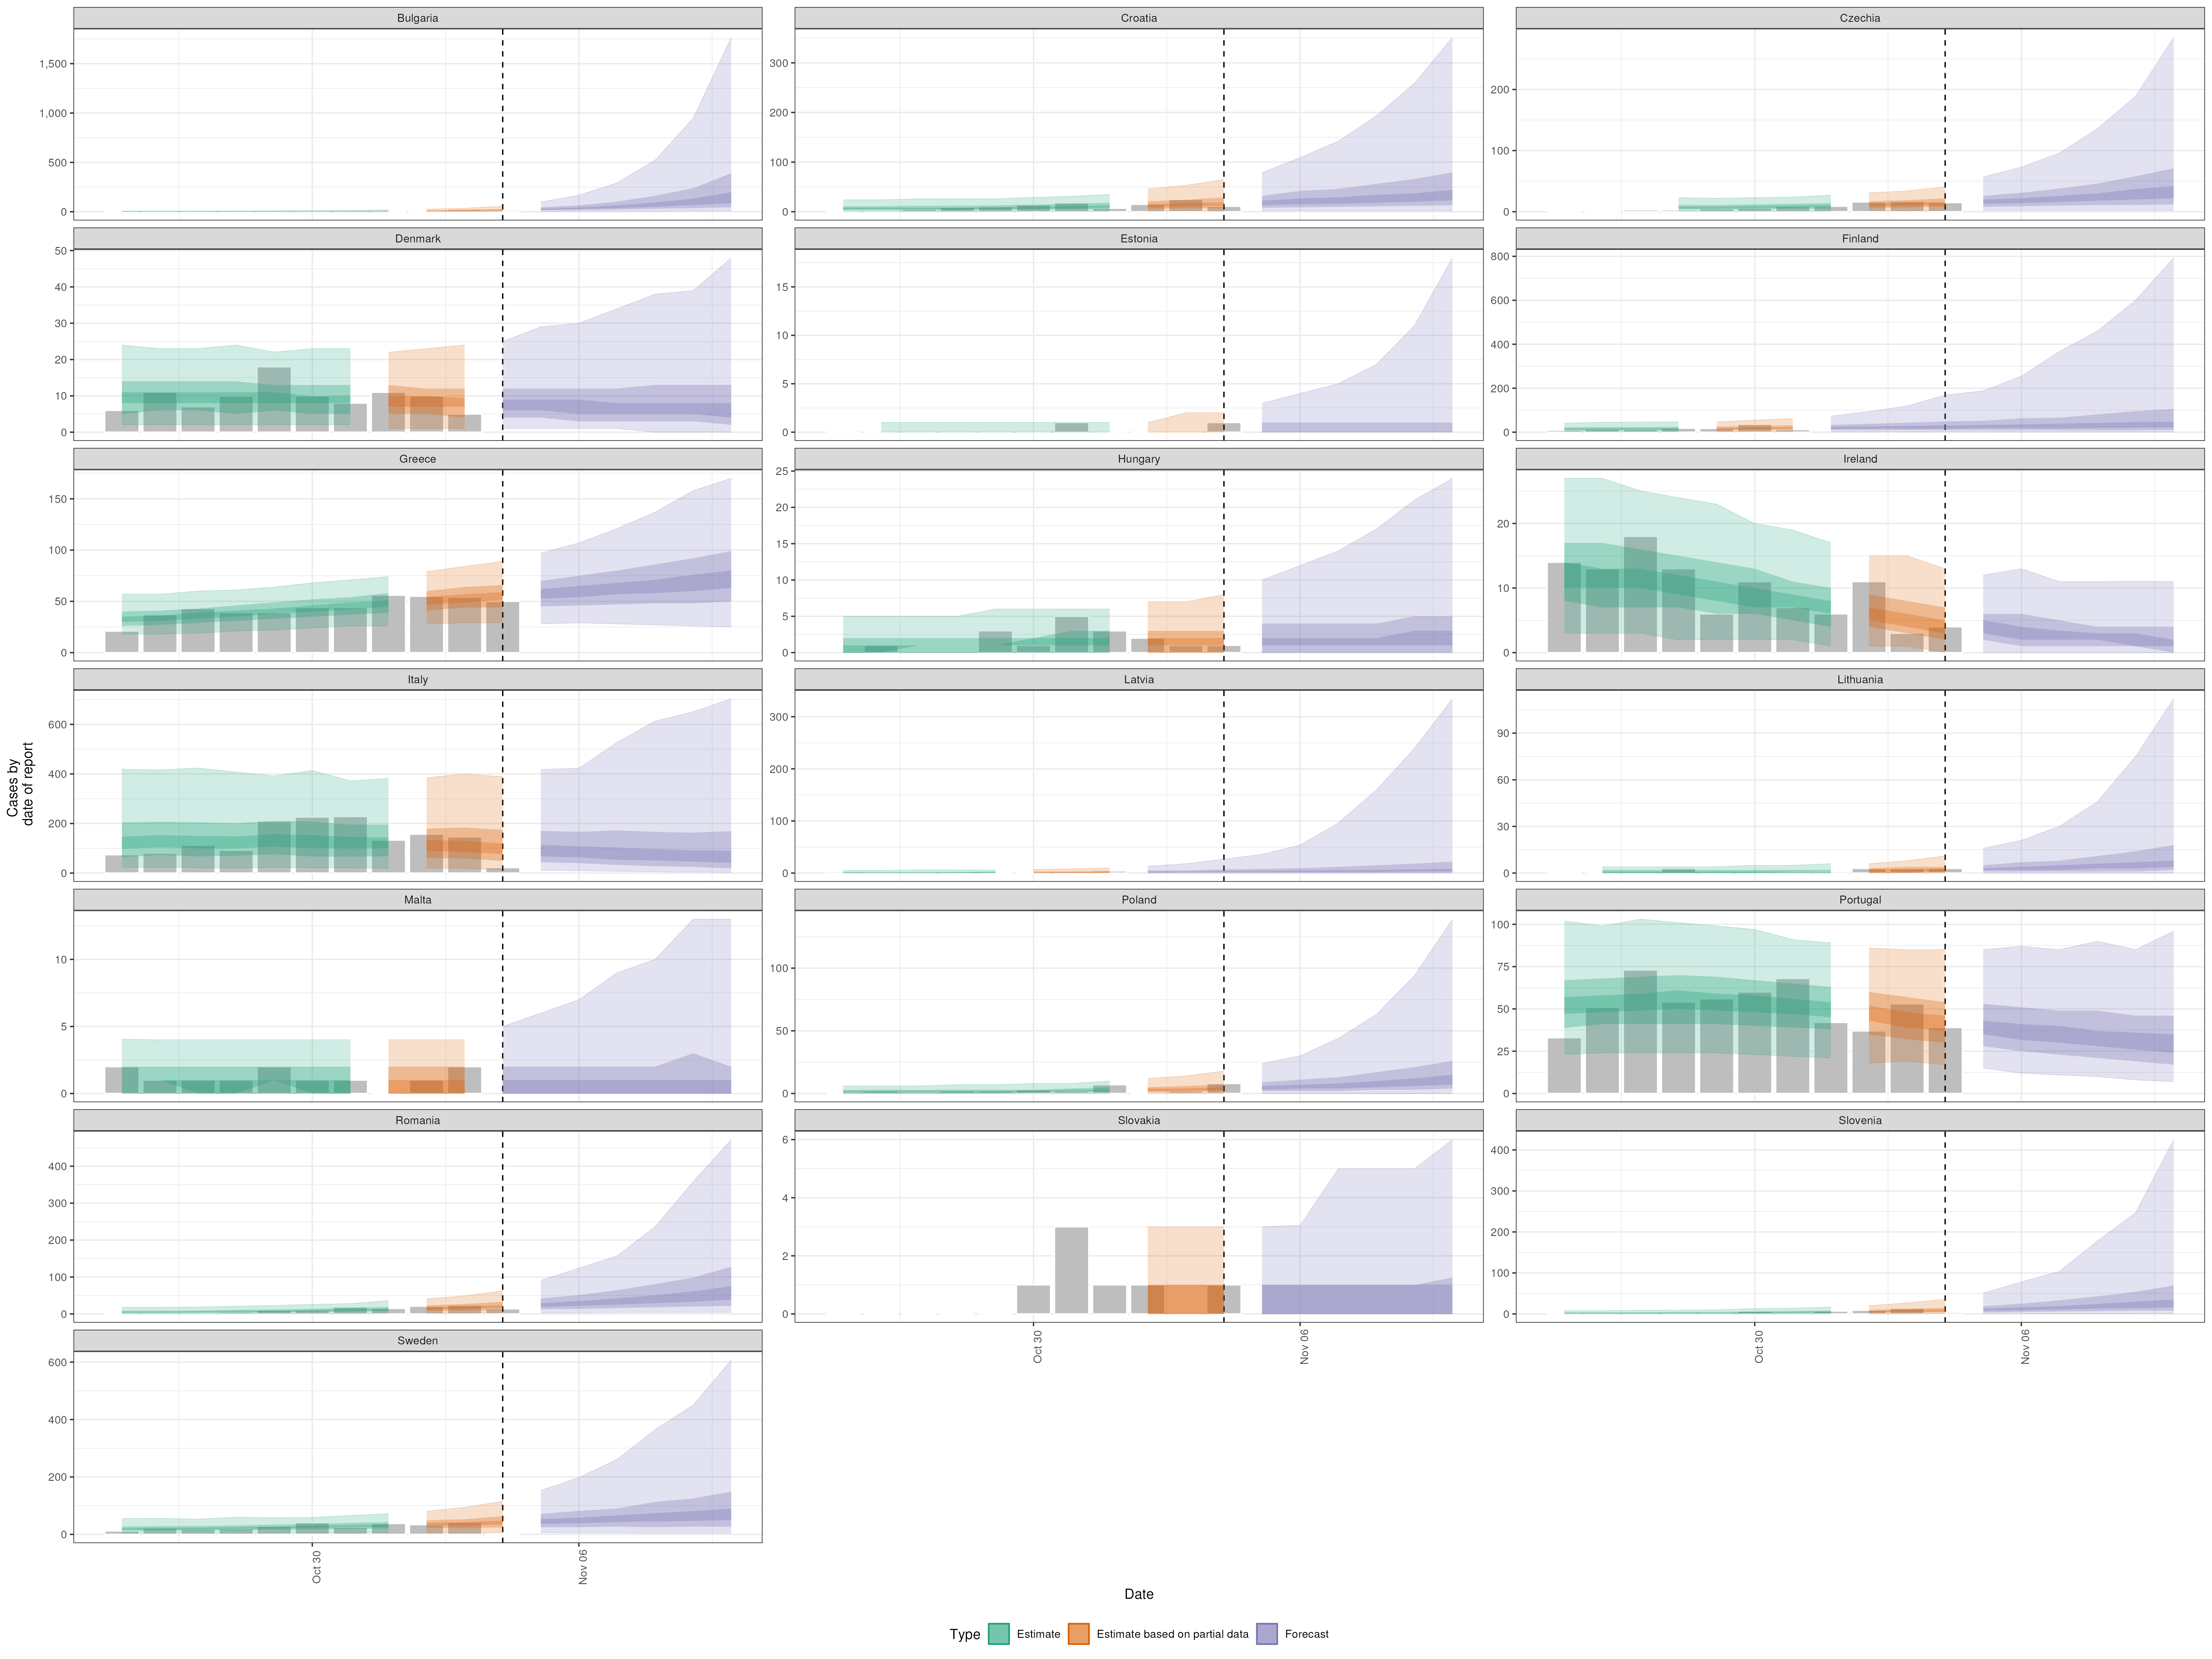 Bulgaria
Croatia
Czechia
1,500
1,000
500
0
300
200
100
0
200
100
0
Denmark
Estonia
Finland
50
40
30
20
10
0
15
10
5
0
800
600
400
200
0
Greece
Hungary
Ireland
150
100
50
0
25
20
15
10
5
0
20
10
0
Italy
Latvia
Lithuania
600
400
200
0
300
200
100
0
90
60
30
0
Malta
Poland
Portugal
10
5
0
100
50
0
100
75
50
25
0
Romania
Slovakia
Slovenia
400
300
200
100
0
6
4
2
0
400
300
200
100
0
Sweden
600
400
200
0
Oct 30
Nov 06
Oct 30
Nov 06
Oct 30
Nov 06
Cases by
date of report
Date
Type
Estimate
Estimate based on partial data
Forecast